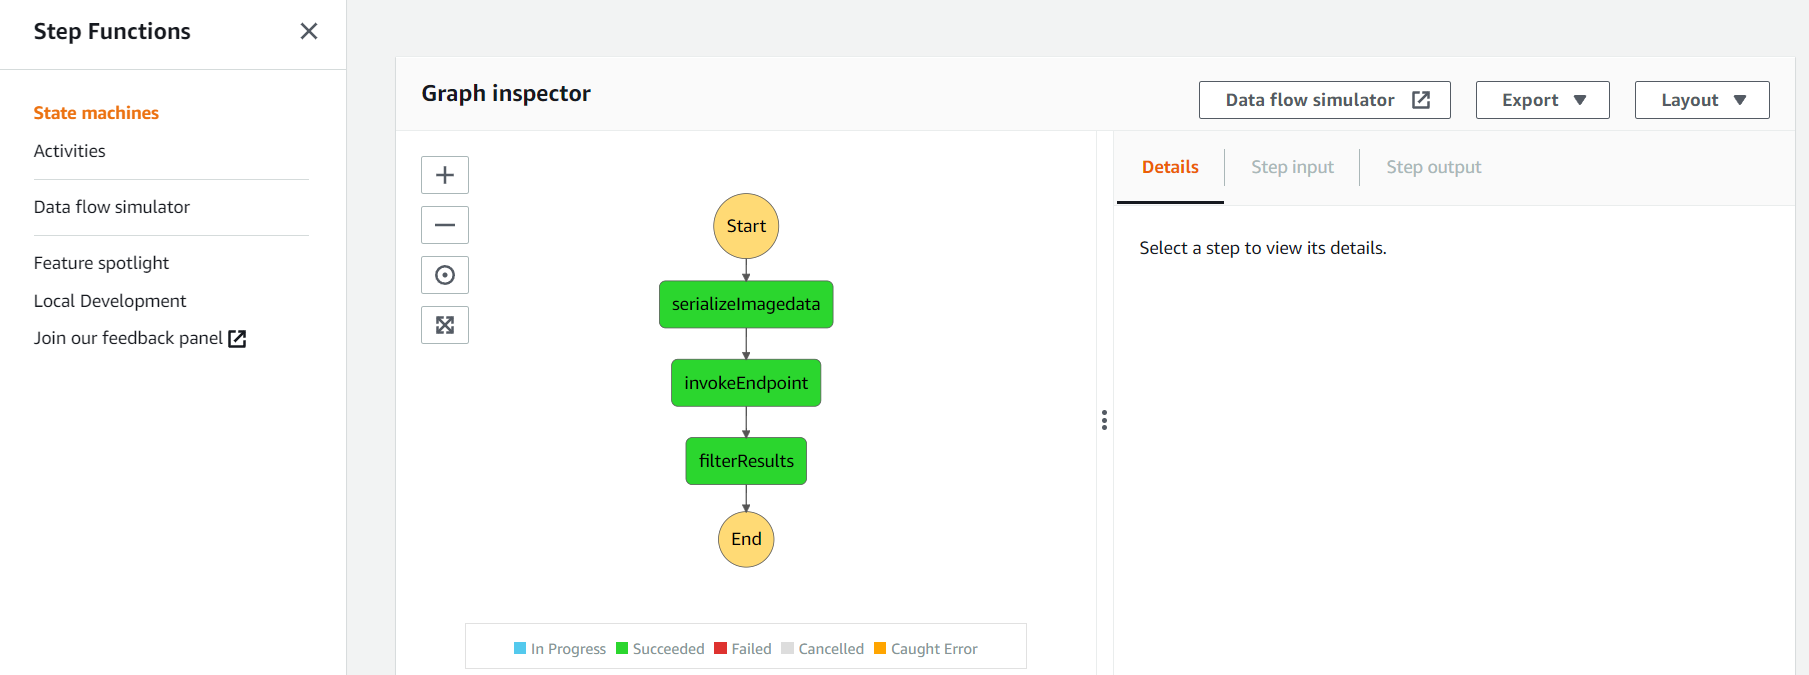 Step Functions
State machines
Activities
Data flow simulator
Feature spotlight
Local Development
Join our feedback panel
Graph inspector
Data flow simulator
Export
Layout
Start
serializeImagedata
invokeEndpoint
filterResults
End
In Progress Succeeded Failed Cancelled Caught Error
Details Step input Step output
Select a step to view its details.